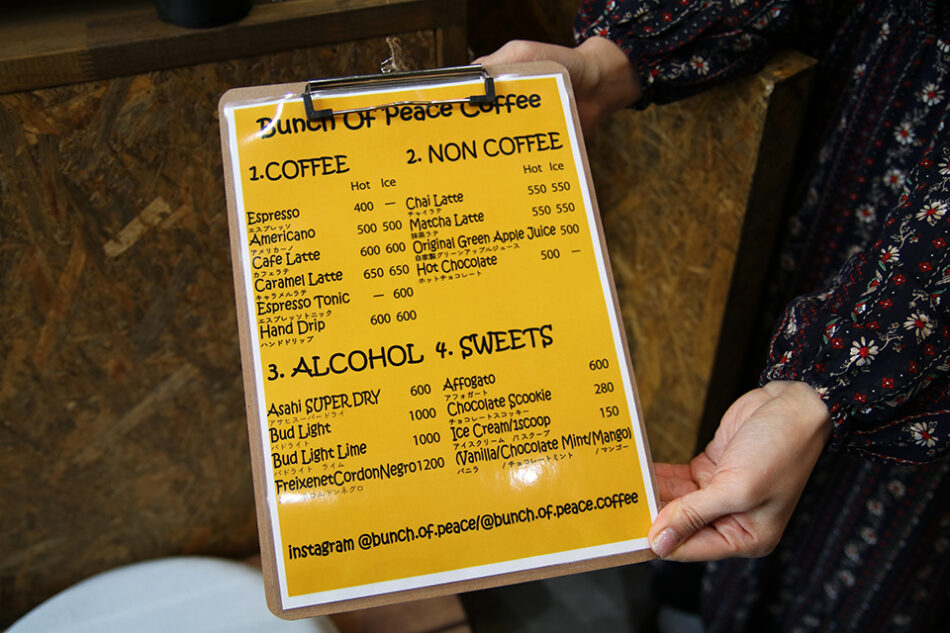 Bunch Of Peace Coffee
1.COFFEE
Hot Ice
Espresso 400 —
エスプレッソ
Americano 500 500
アメリカーノ
Cafe Latte 600 600
カフェラテ
Caramel Latte 650 650
キャラメルラテ
Espresso Tonic — 600
エスプレッソトニック
Hand Drip 600 600
ハンドドリップ
2. NON COFFEE
Hot Ice
Chai Latte 550 550
チャイラテ
Matcha Latte 550 550
抹茶ラテ
Original Green Apple Juice 500
自家製グリーンアップルジュース
Hot Chocolate 500 —
ホットチョコレート
3. ALCOHOL
Asahi SUPER DRY 600
アサヒスーパードライ
Bud Light 1000
バドライト
Bud Light Lime 1000
バドライト ライム
FreixenetCordonNegro 1200
4. SWEETS
Affogato 600
アフォガート
Chocolate Scookie 280
チョコレートスコッキー
Ice Cream/1scoop 150
アイスクリーム /1スクープ
(Vanilla/Chocolate Mint/Mango)
バニラ /チョコレートミント /マンゴー
instagram @bunch.of.peace/@bunch.of.peace.coffee